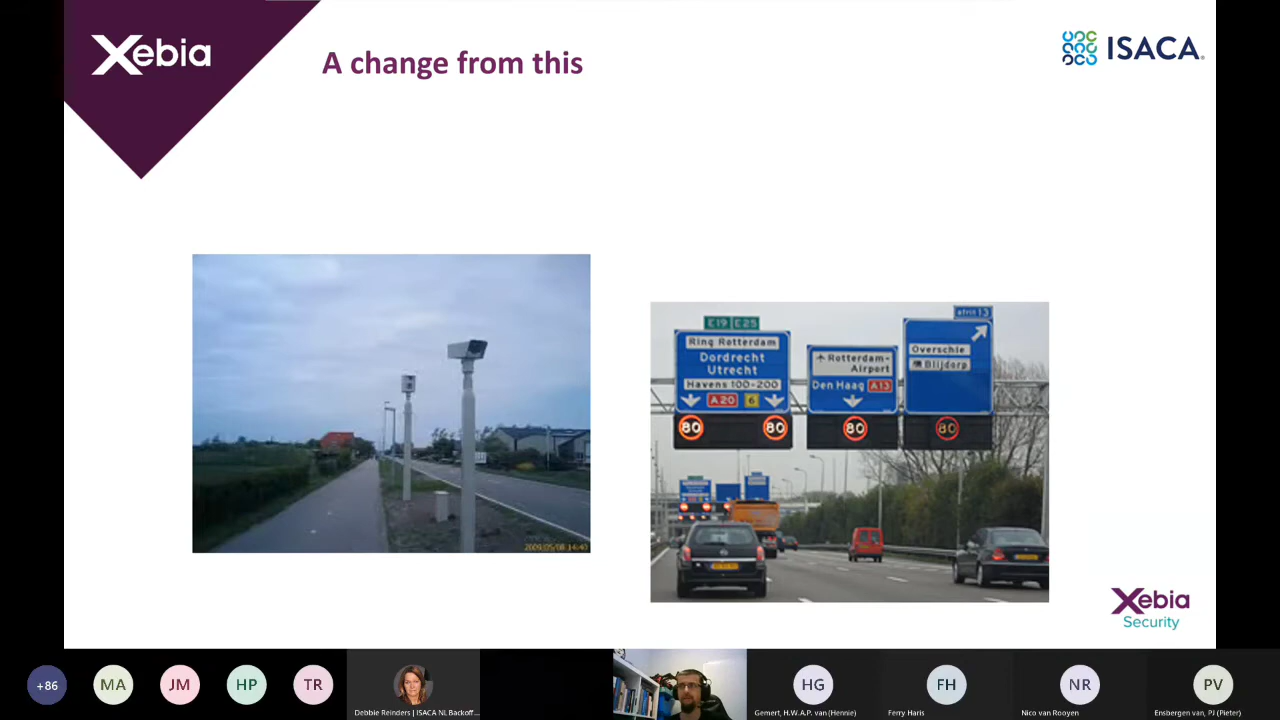 Xebia
A change from this
ISACA
E19 E25
Ring Rotterdam
Dordrecht
Utrecht
Havens 100-200
A20 6
Rotterdam-
Airport
Den Haag A13
afrit 13
Overschie
Blijdorp
80 80 80 80
2009/05/08 14:40
Xebia
Security
+86 MA JM HP TR HG FH NR PV
Debbie Reinders | ISACA NL Backoff...
Gemert, H.W.A.P. van (Hennie)
Ferry Haris
Nico van Rooyen
Ensbergen van, PJ (Pieter)